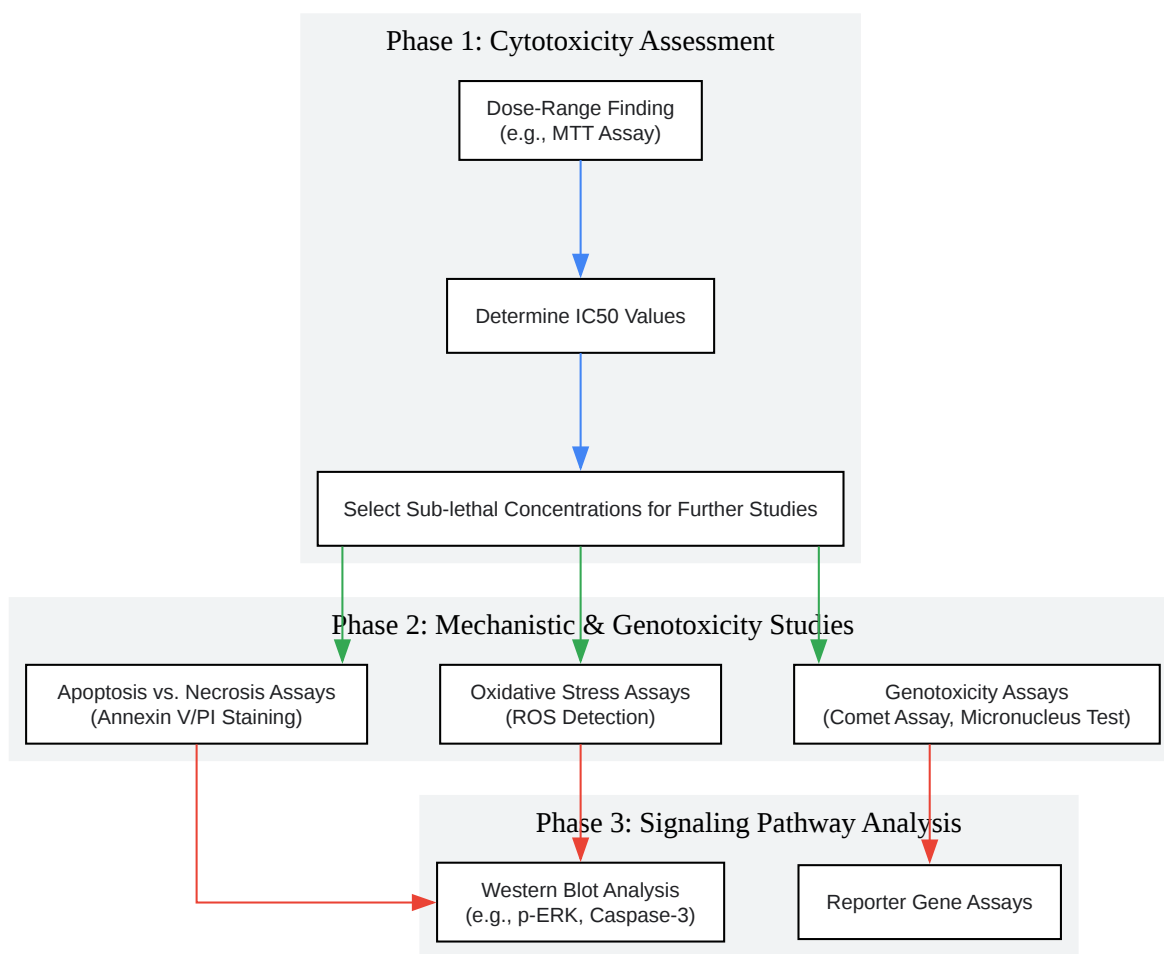 Phase 1: Cytotoxicity Assessment
Dose-Range Finding
(e.g., MTT Assay)
Determine IC50 Values
Select Sub-lethal Concentrations for Further Studies
Phase 2: Mechanistic & Genotoxicity Studies
Apoptosis vs. Necrosis Assays
(Annexin V/PI Staining)
Oxidative Stress Assays
(ROS Detection)
Genotoxicity Assays
(Comet Assay, Micronucleus Test)
Phase 3: Signaling Pathway Analysis
Western Blot Analysis
(e.g., p-ERK, Caspase-3)
Reporter Gene Assays